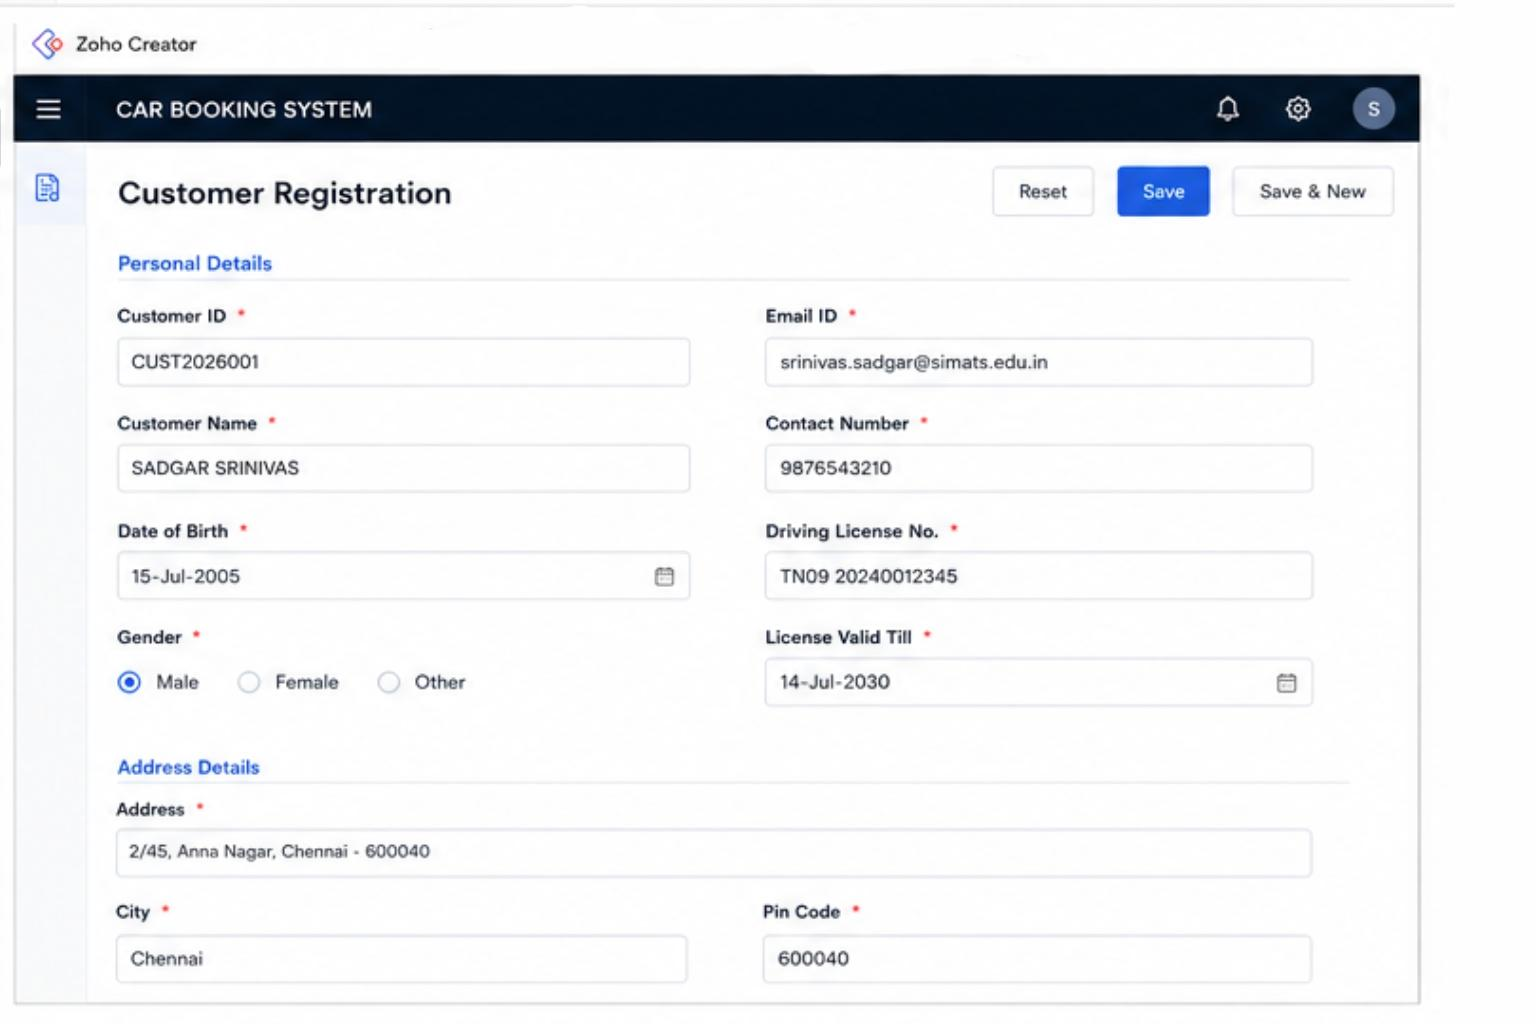 Zoho Creator
CAR BOOKING SYSTEM
S
Customer Registration
Reset
Save
Save & New
Personal Details
Customer ID *
CUST2026001
Email ID *
srinivas.sadgar@simats.edu.in
Customer Name *
SADGAR SRINIVAS
Contact Number *
9876543210
Date of Birth *
15-Jul-2005
Driving License No. *
TN09 20240012345
Gender *
Male
Female
Other
License Valid Till *
14-Jul-2030
Address Details
Address *
2/45, Anna Nagar, Chennai - 600040
City *
Chennai
Pin Code *
600040